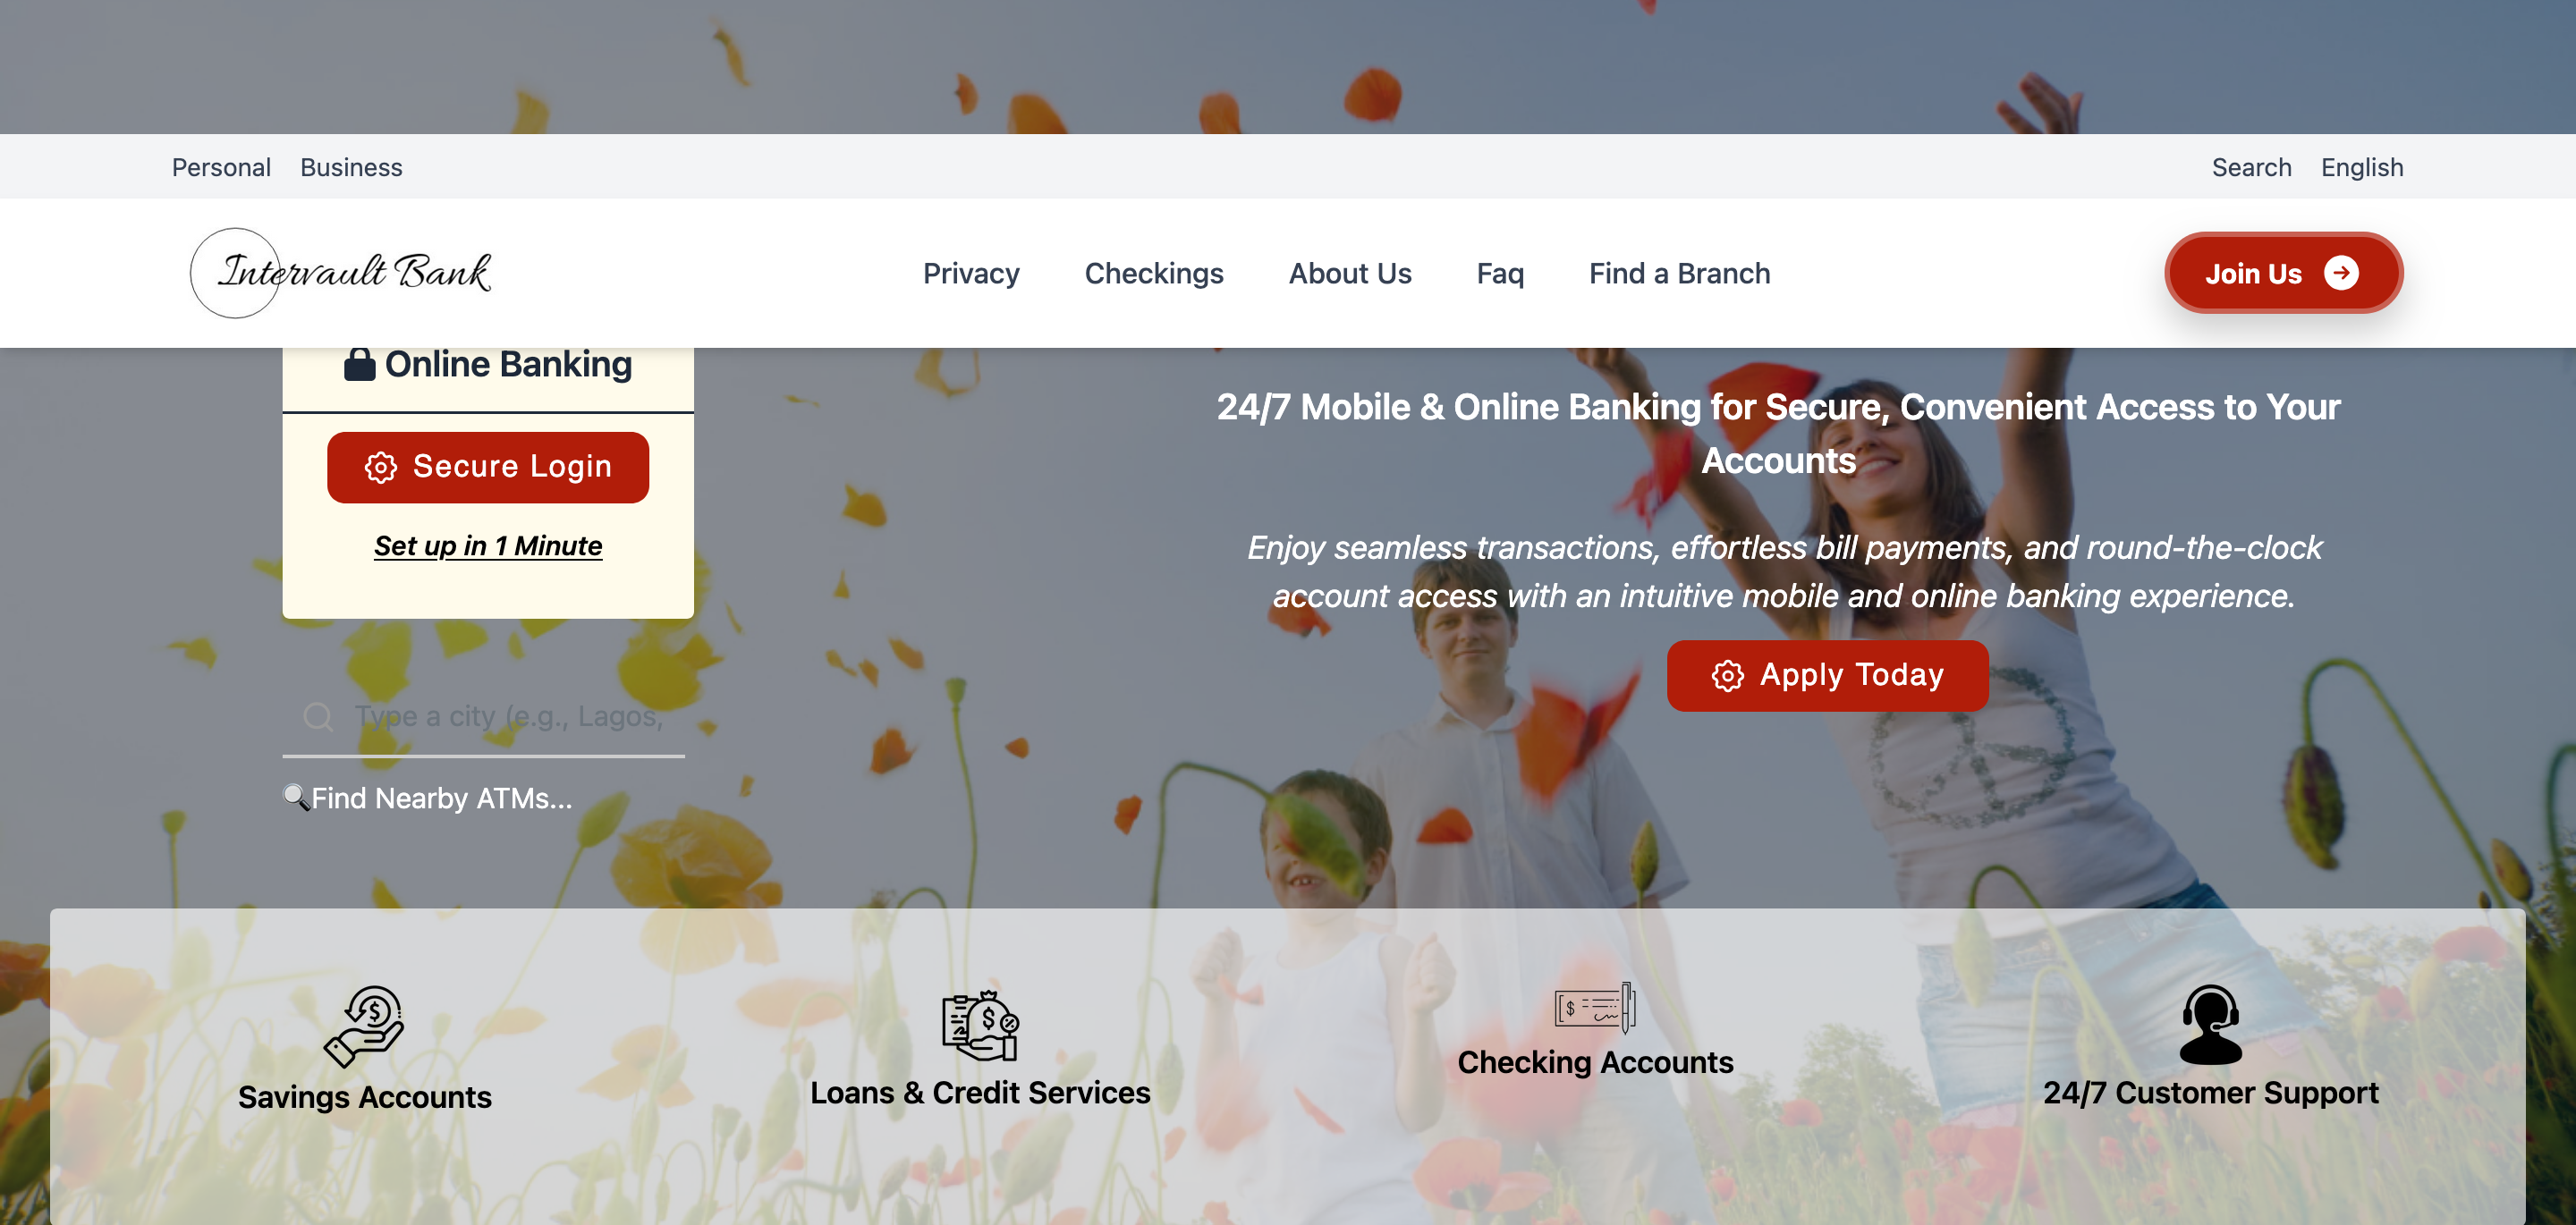 Personal Business
Search English
Intervault Bank
Privacy Checkings About Us Faq Find a Branch
Join Us
Online Banking
Secure Login
Set up in 1 Minute
Type a city (e.g., Lagos,
🔍Find Nearby ATMs...
24/7 Mobile & Online Banking for Secure, Convenient Access to Your
Accounts
Enjoy seamless transactions, effortless bill payments, and round-the-clock
account access with an intuitive mobile and online banking experience.
Apply Today
Savings Accounts
Loans & Credit Services
Checking Accounts
24/7 Customer Support